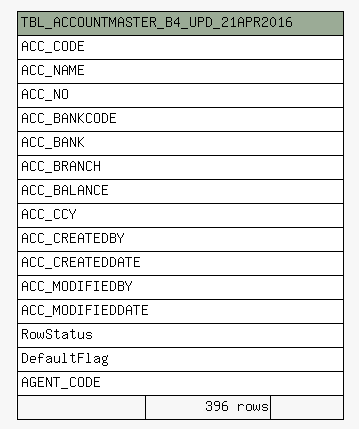 TBL_ACCOUNTMASTER_B4_UPD_21APR2016
ACC_CODE
ACC_NAME
ACC_NO
ACC_BANKCODE
ACC_BANK
ACC_BRANCH
ACC_BALANCE
ACC_CCY
ACC_CREATEDBY
ACC_CREATEDDATE
ACC_MODIFIEDBY
ACC_MODIFIEDDATE
RowStatus
DefaultFlag
AGENT_CODE
396 rows